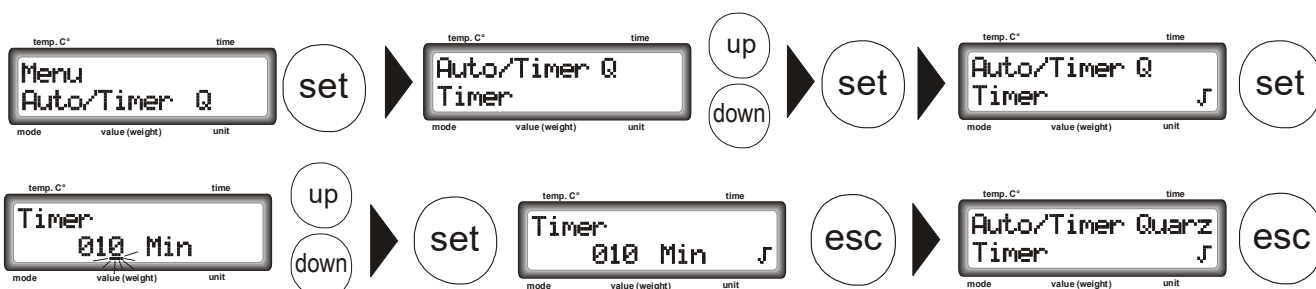 temp. C° time
Menu
Auto/Timer Q
mode value (weight) unit
set
temp. C° time
Auto/Timer Q
Timer
mode value (weight) unit
up
down
set
temp. C° time
Auto/Timer Q
Timer √
mode value (weight) unit
set
temp. C° time
Timer
010 Min
mode value (weight) unit
up
down
set
temp. C° time
Timer
010 Min √
mode value (weight) unit
esc
temp. C° time
Auto/Timer Quarz
Timer √
mode value (weight) unit
esc